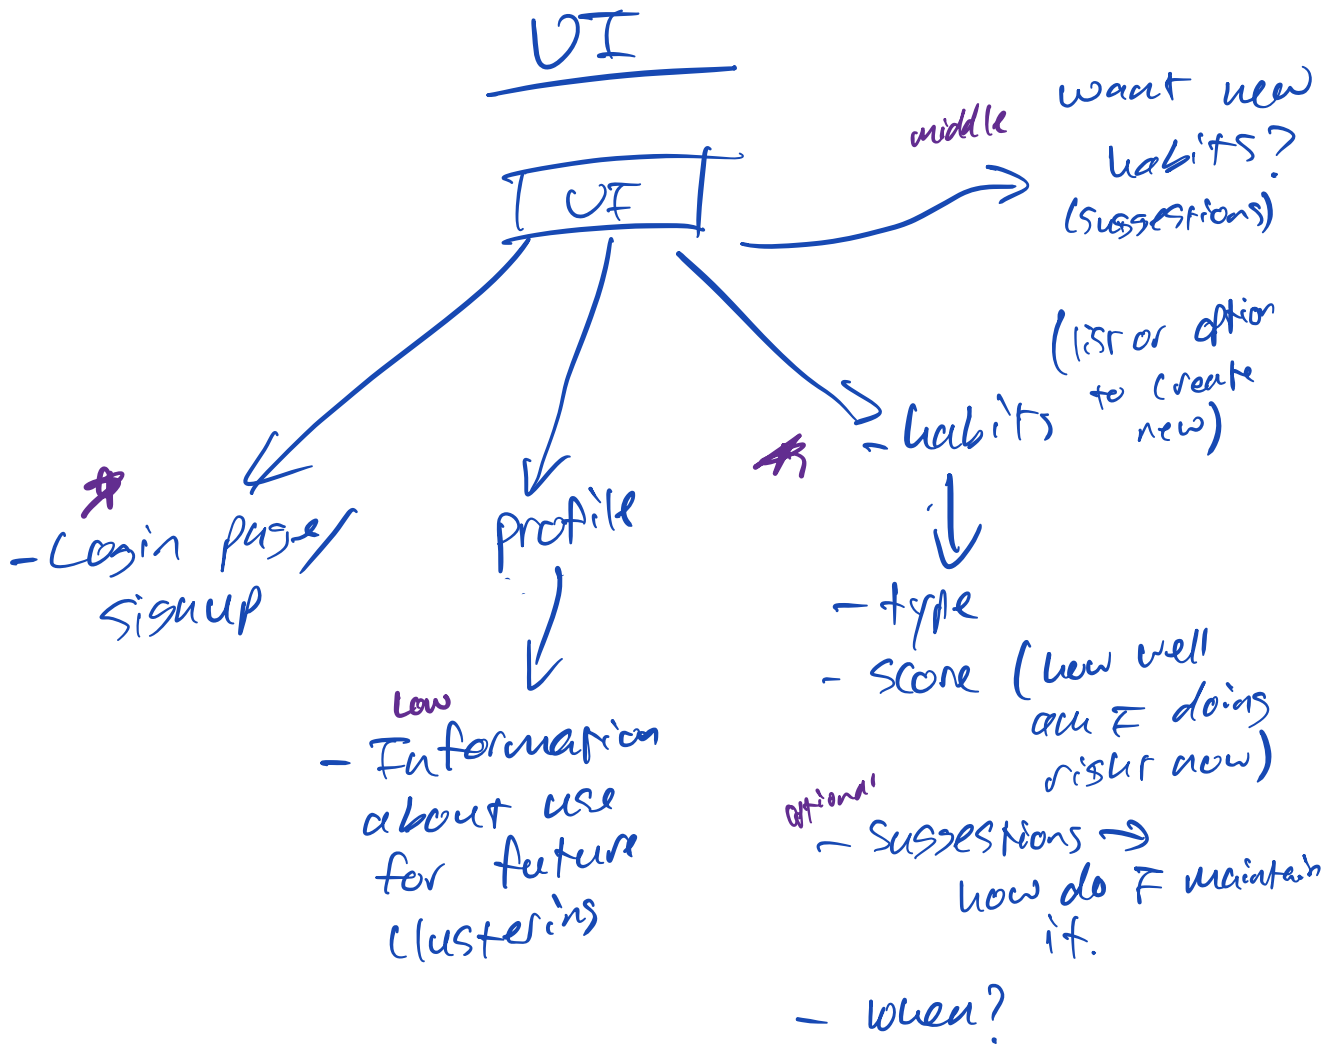 UI
UI
middle
want new
habits?
(suggestions)
(list or option
to create
new)
- habits
- Login page/
signup
profile
Low
- Information
about use
for future
clustering
- type
- score (how well
am I doing
right now)
optional
- suggestions →
how do I maintain
it.
- when?